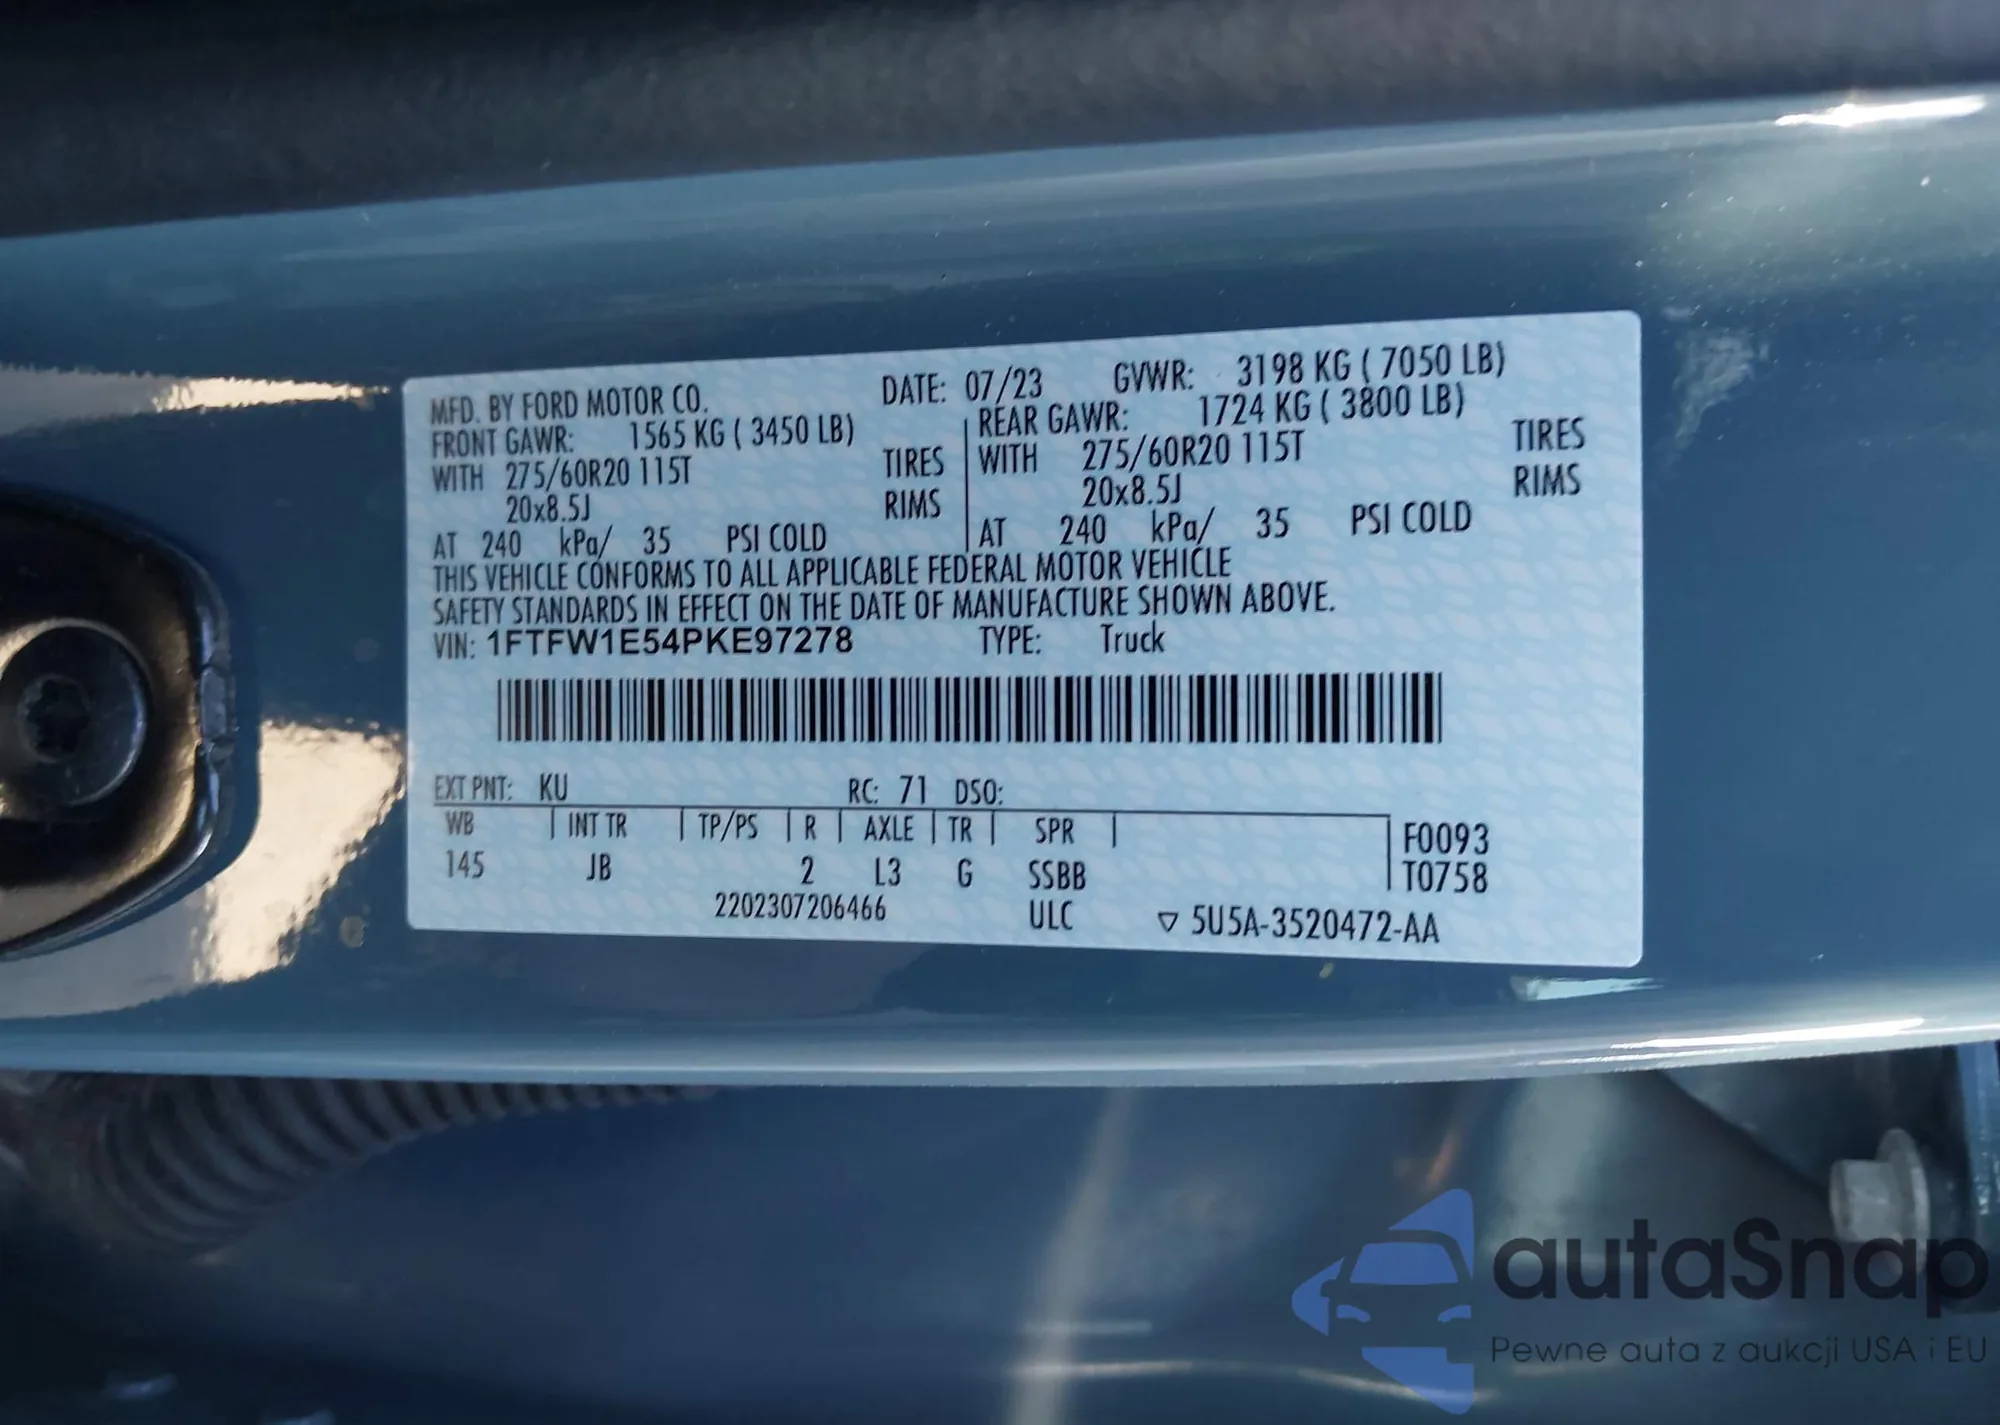 MFD. BY FORD MOTOR CO. DATE: 07/23 GVWR: 3198 KG ( 7050 LB)
FRONT GAWR: 1565 KG ( 3450 LB) REAR GAWR: 1724 KG ( 3800 LB)
WITH 275/60R20 115T TIRES WITH 275/60R20 115T TIRES
20x8.5J RIMS 20x8.5J RIMS
AT 240 kPa/ 35 PSI COLD AT 240 kPa/ 35 PSI COLD
THIS VEHICLE CONFORMS TO ALL APPLICABLE FEDERAL MOTOR VEHICLE
SAFETY STANDARDS IN EFFECT ON THE DATE OF MANUFACTURE SHOWN ABOVE.
VIN: 1FTFW1E54PKE97278 TYPE: Truck
EXT PNT: KU RC: 71 DSO:
WB INT TR TP/PS R AXLE TR SPR F0093
145 JB 2 L3 G SSBB T0758
2202307206466 ULC ▽ 5U5A-3520472-AA
autaSnap
Pewne auta z aukcji USA i EU